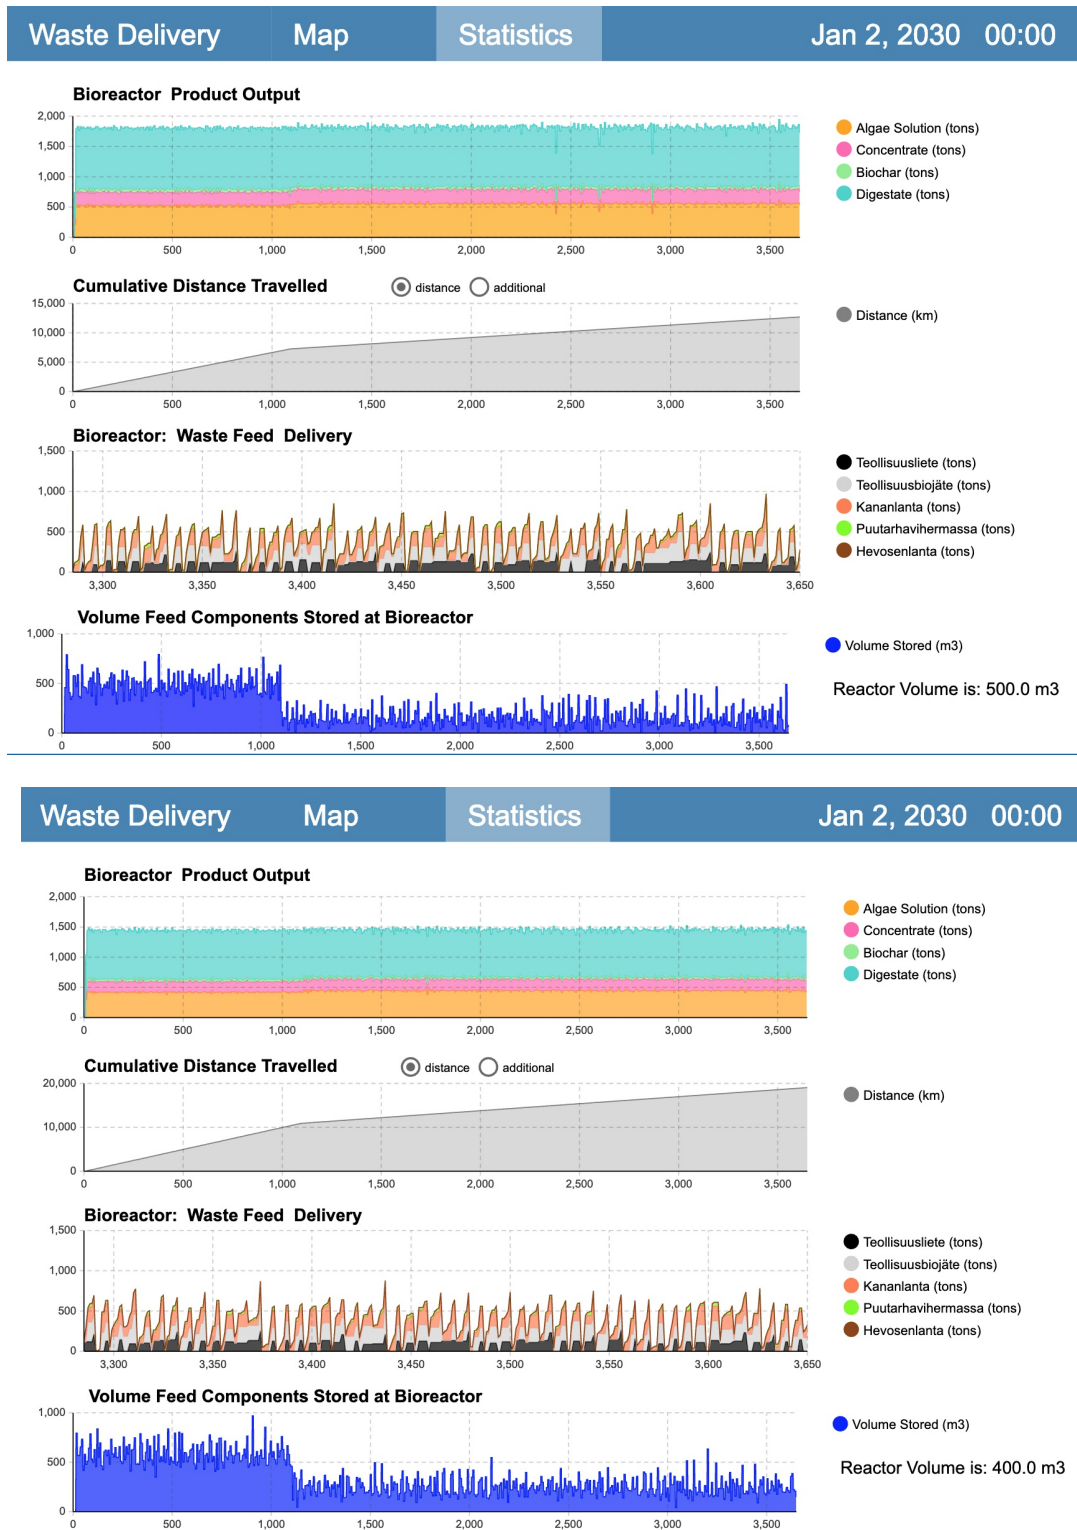 Waste Delivery Map Statistics Jan 2, 2030 00:00
Bioreactor Product Output
2,000
1,500
1,000
500
0
0 500 1,000 1,500 2,000 2,500 3,000 3,500
Algae Solution (tons)
Concentrate (tons)
Biochar (tons)
Digestate (tons)
Cumulative Distance Travelled distance additional
15,000
10,000
5,000
0
0 500 1,000 1,500 2,000 2,500 3,000 3,500
Distance (km)
Bioreactor: Waste Feed Delivery
1,500
1,000
500
0
3,300 3,350 3,400 3,450 3,500 3,550 3,600 3,650
Teollisuusliete (tons)
Teollisuusbiojäte (tons)
Kananlanta (tons)
Puutarhavihermassa (tons)
Hevosenlanta (tons)
Volume Feed Components Stored at Bioreactor
1,000
500
0
0 500 1,000 1,500 2,000 2,500 3,000 3,500
Volume Stored (m3)
Reactor Volume is: 500.0 m3
Waste Delivery Map Statistics Jan 2, 2030 00:00
Bioreactor Product Output
2,000
1,500
1,000
500
0
0 500 1,000 1,500 2,000 2,500 3,000 3,500
Algae Solution (tons)
Concentrate (tons)
Biochar (tons)
Digestate (tons)
Cumulative Distance Travelled distance additional
20,000
10,000
0
0 500 1,000 1,500 2,000 2,500 3,000 3,500
Distance (km)
Bioreactor: Waste Feed Delivery
1,500
1,000
500
0
3,300 3,350 3,400 3,450 3,500 3,550 3,600 3,650
Teollisuusliete (tons)
Teollisuusbiojäte (tons)
Kananlanta (tons)
Puutarhavihermassa (tons)
Hevosenlanta (tons)
Volume Feed Components Stored at Bioreactor
1,000
500
0
0 500 1,000 1,500 2,000 2,500 3,000 3,500
Volume Stored (m3)
Reactor Volume is: 400.0 m3